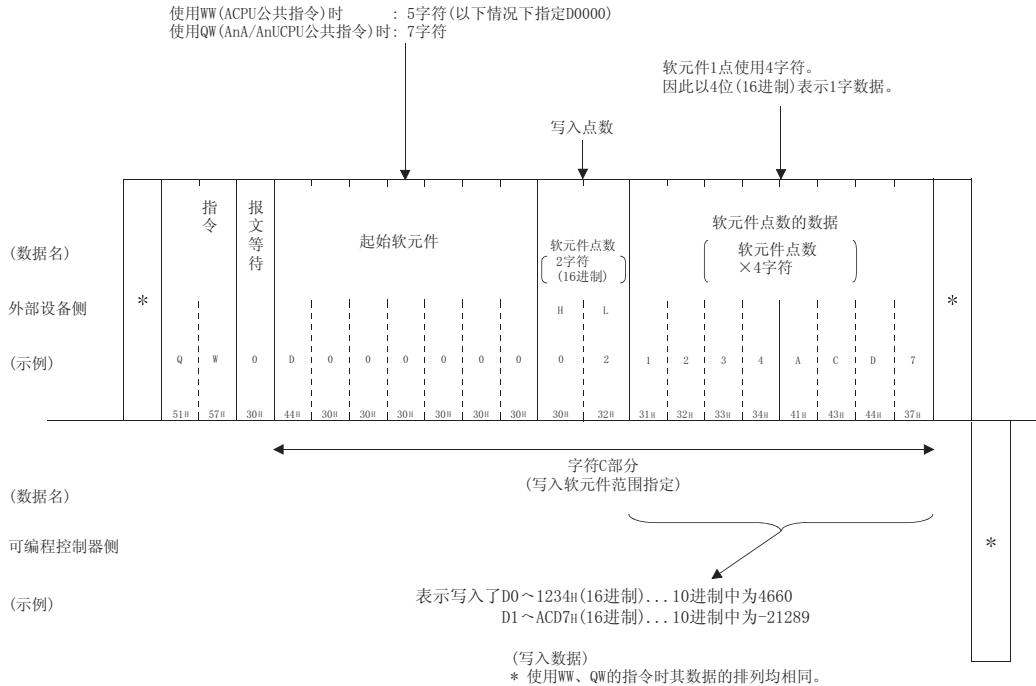 使用WW(ACPU公共指令)时 : 5字符(以下情况下指定D0000)
使用QW(AnA/AnUCPU公共指令)时: 7字符
软元件1点使用4字符。
因此以4位(16进制)表示1字数据。
写入点数
(数据名)
指令
报文等待
起始软元件
软元件点数
2字符
(16进制)
软元件点数的数据
软元件点数
×4字符
外部设备侧
*
H L
*
(示例)
Q W 0 D 0 0 0 0 0 0 0 2 1 2 3 4 A C D 7
51H 57H 30H 44H 30H 30H 30H 30H 30H 30H 30H 32H 31H 32H 33H 34H 41H 43H 44H 37H
字符C部分
(写入软元件范围指定)
(数据名)
可编程控制器侧
*
(示例)
表示写入了D0～1234H(16进制)...10进制中为4660
D1～ACD7H(16进制)...10进制中为-21289
(写入数据)
* 使用WW、QW的指令时其数据的排列均相同。